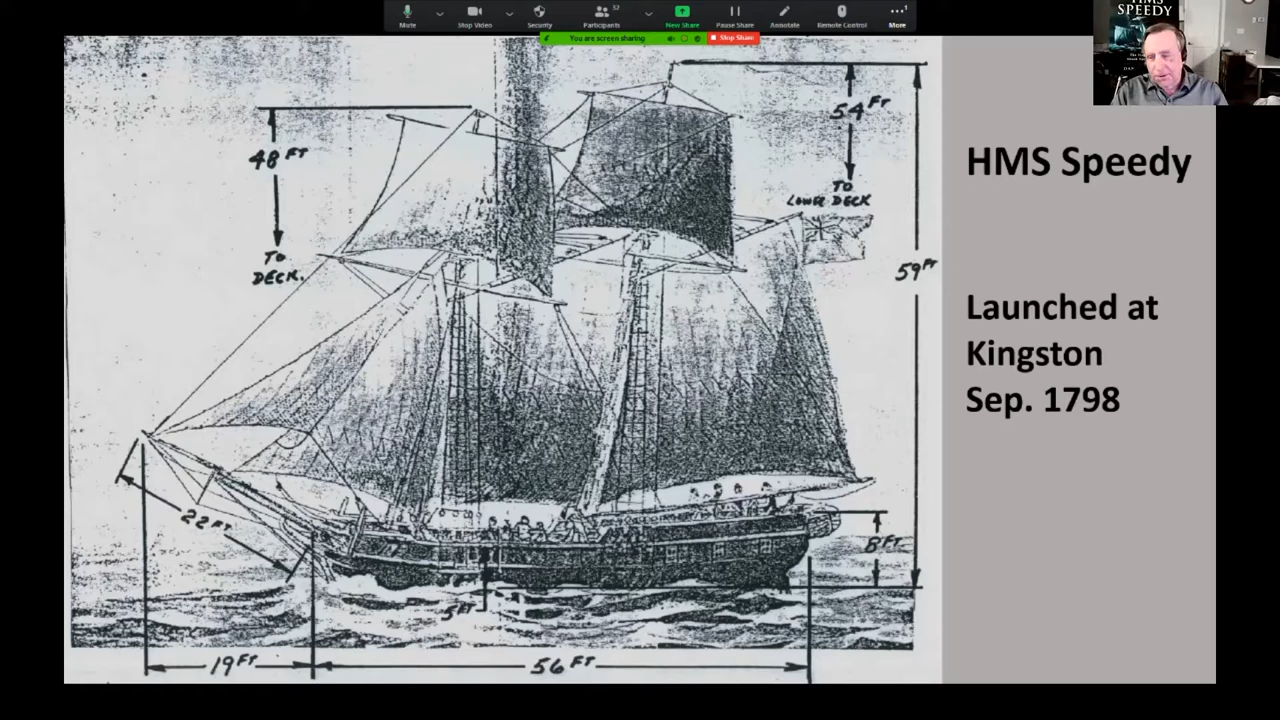 Mute
Stop Video
Security
Participants
52
New Share
Pause Share
Annotate
Remote Control
More
You are screen sharing
Stop Share
HMS
SPEEDY
54 FT
TO
LOWER DECK
48 FT
TO
DECK.
59 FT
22 FT
8 FT
5 FT
19 FT
56 FT
HMS Speedy
Launched at
Kingston
Sep. 1798